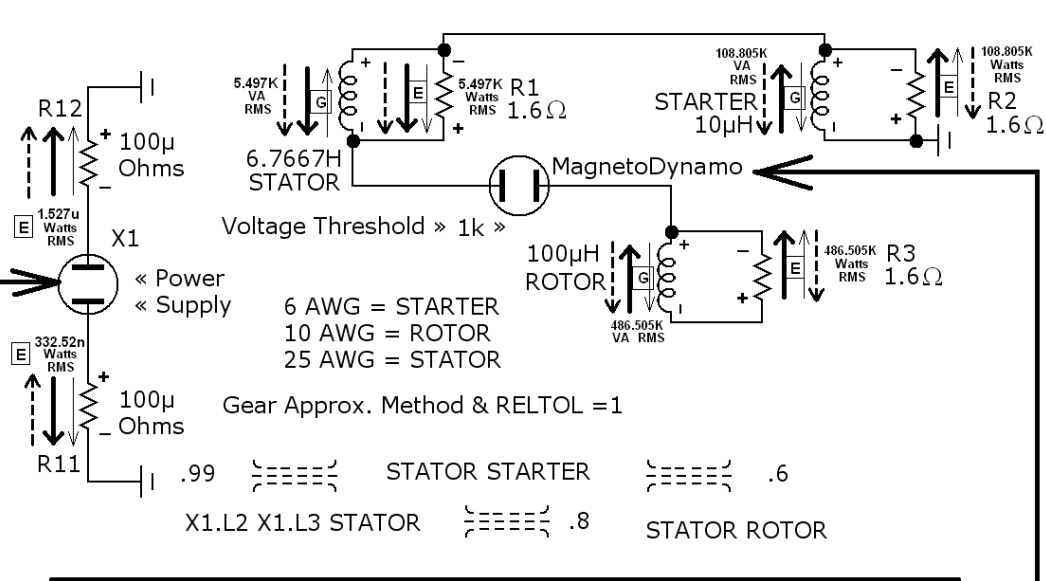 5.497K
VA
RMS
G
E
5.497K
Watts
RMS
R1
1.6Ω
108.805K
VA
RMS
STARTER
10µH
G
E
108.805K
Watts
RMS
R2
1.6Ω
R12
100µ
Ohms
E
1.527u
Watts
RMS
6.7667H
STATOR
MagnetoDynamo
Voltage Threshold » 1k »
X1
« Power
« Supply
100µH
ROTOR
G
486.505K
VA RMS
E
486.505K
Watts
RMS
R3
1.6Ω
6 AWG = STARTER
10 AWG = ROTOR
25 AWG = STATOR
E
332.52n
Watts
RMS
100µ
Ohms
R11
Gear Approx. Method & RELTOL =1
.99 STATOR STARTER .6
X1.L2 X1.L3 STATOR .8 STATOR ROTOR